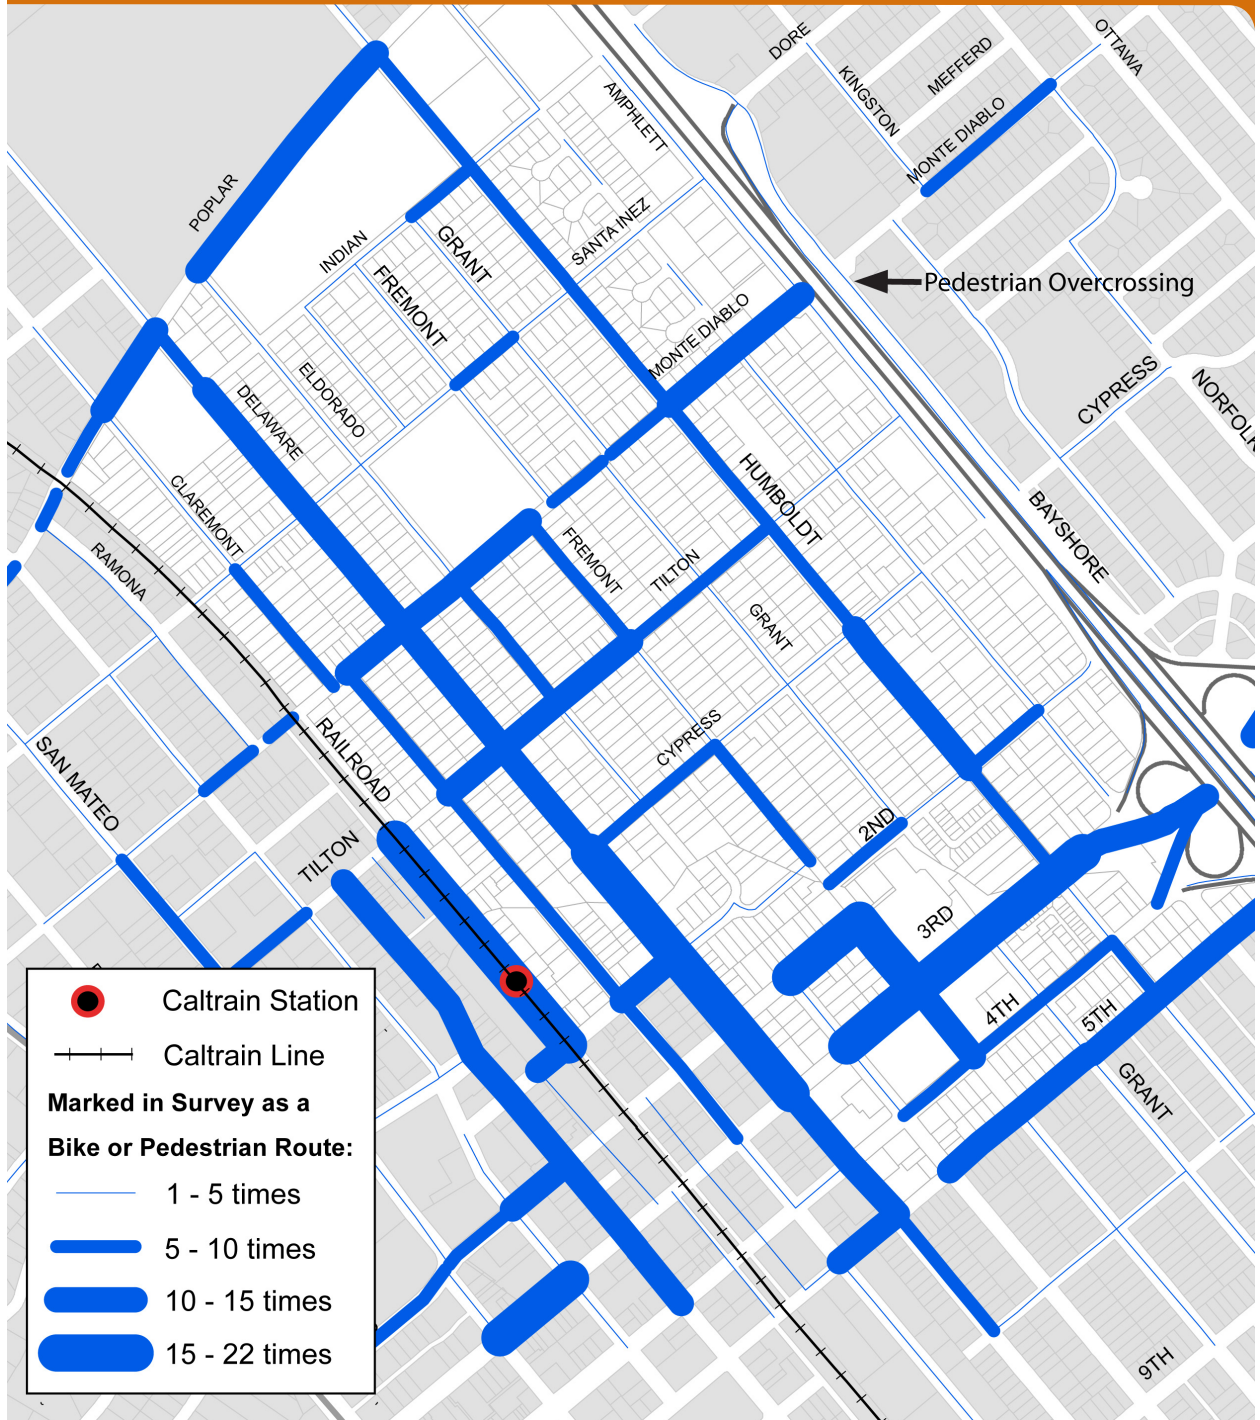 DORE
OTTAWA
MEFFERD
KINGSTON
AMPHLETT
MONTE DIABLO
POPLAR
SANTA INEZ
INDIAN
GRANT
FREMONT
Pedestrian Overcrossing
MONTE DIABLO
ELDORADO
CYPRESS
NORFOLK
DELAWARE
HUMBOLDT
CLAREMONT
BAYSHORE
RAMONA
FREMONT
TILTON
GRANT
CYPRESS
RAILROAD
SAN MATEO
TILTON
2ND
3RD
4TH
5TH
GRANT
9TH
Caltrain Station
Caltrain Line
Marked in Survey as a
Bike or Pedestrian Route:
1 - 5 times
5 - 10 times
10 - 15 times
15 - 22 times